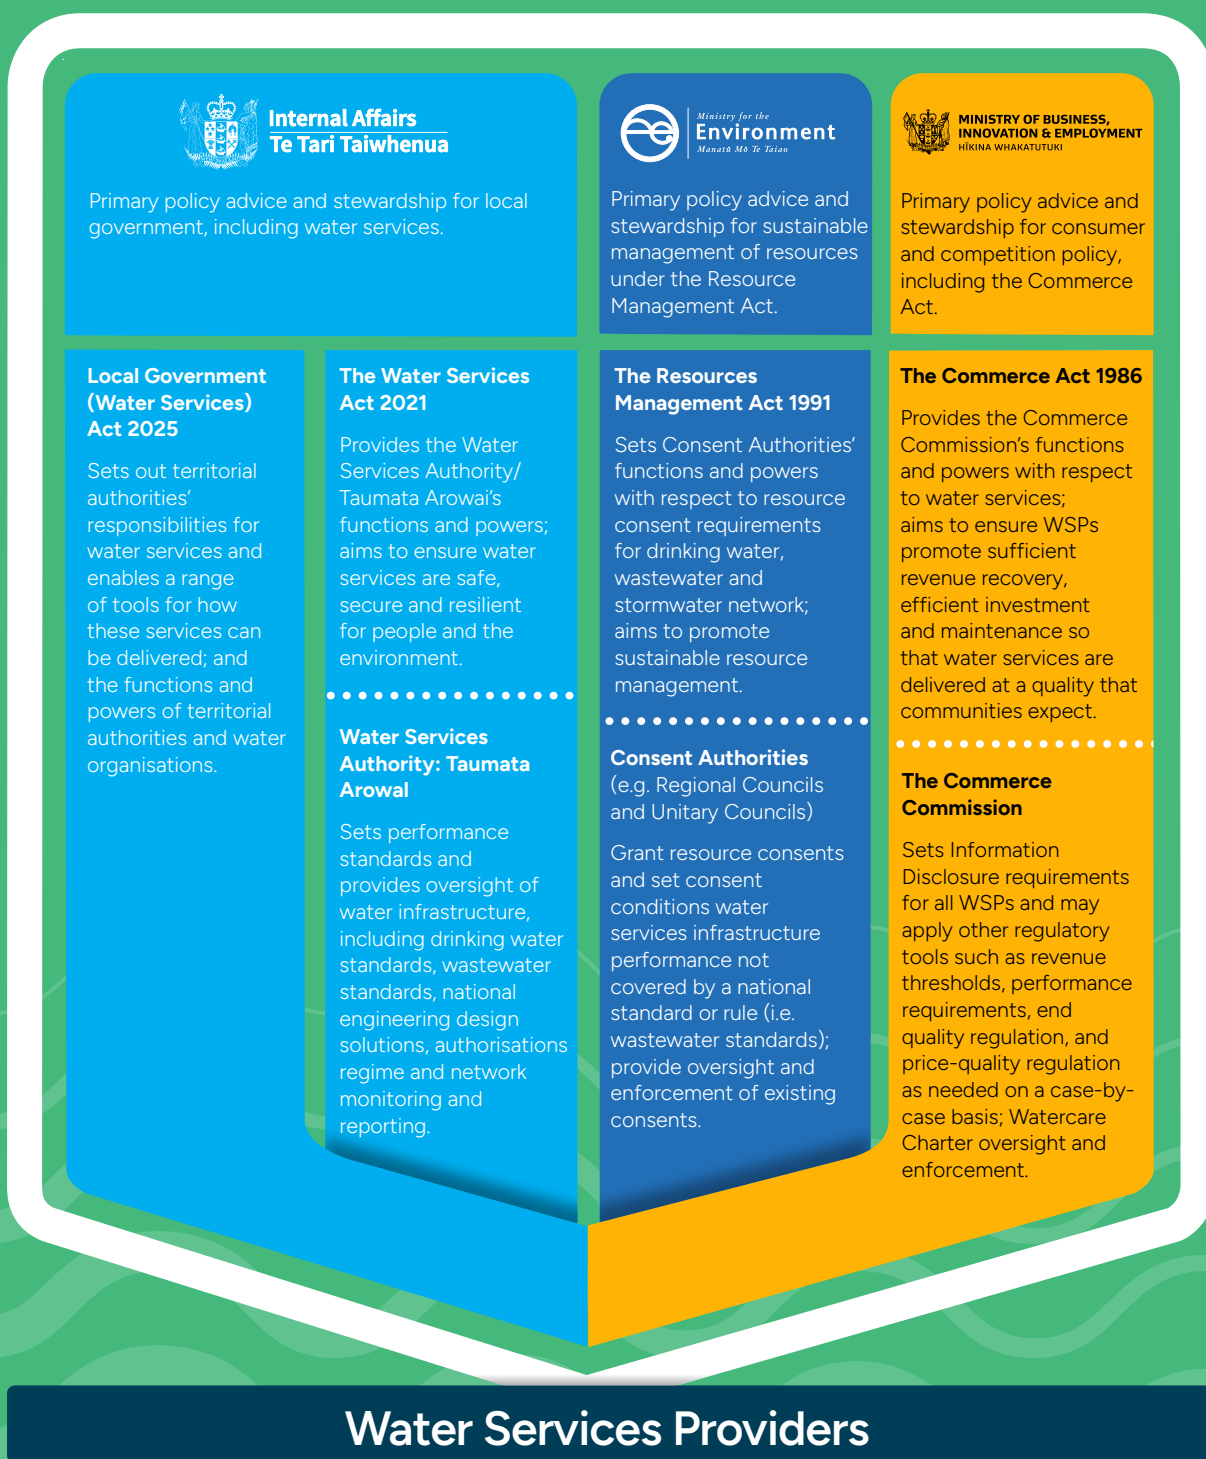 Internal Affairs
Te Tari Taiwhenua
Primary policy advice and stewardship for local
government, including water services.
Ministry for the
Environment
Manatū Mō Te Taiao
Primary policy advice and
stewardship for sustainable
management of resources
under the Resource
Management Act.
MINISTRY OF BUSINESS,
INNOVATION & EMPLOYMENT
HĪKINA WHAKATUTUKI
Primary policy advice and
stewardship for consumer
and competition policy,
including the Commerce
Act.
Local Government
(Water Services)
Act 2025
Sets out territorial
authorities’
responsibilities for
water services and
enables a range
of tools for how
these services can
be delivered; and
the functions and
powers of territorial
authorities and water
organisations.
The Water Services
Act 2021
Provides the Water
Services Authority/
Taumata Arowai’s
functions and powers;
aims to ensure water
services are safe,
secure and resilient
for people and the
environment.
Water Services
Authority: Taumata
Arowal
Sets performance
standards and
provides oversight of
water infrastructure,
including drinking water
standards, wastewater
standards, national
engineering design
solutions, authorisations
regime and network
monitoring and
reporting.
The Resources
Management Act 1991
Sets Consent Authorities’
functions and powers
with respect to resource
consent requirements
for drinking water,
wastewater and
stormwater network;
aims to promote
sustainable resource
management.
Consent Authorities
(e.g. Regional Councils
and Unitary Councils)
Grant resource consents
and set consent
conditions water
services infrastructure
performance not
covered by a national
standard or rule (i.e.
wastewater standards);
provide oversight and
enforcement of existing
consents.
The Commerce Act 1986
Provides the Commerce
Commission’s functions
and powers with respect
to water services;
aims to ensure WSPs
promote sufficient
revenue recovery,
efficient investment
and maintenance so
that water services are
delivered at a quality that
communities expect.
The Commerce
Commission
Sets Information
Disclosure requirements
for all WSPs and may
apply other regulatory
tools such as revenue
thresholds, performance
requirements, end
quality regulation, and
price-quality regulation
as needed on a case-by-
case basis; Watercare
Charter oversight and
enforcement.
Water Services Providers